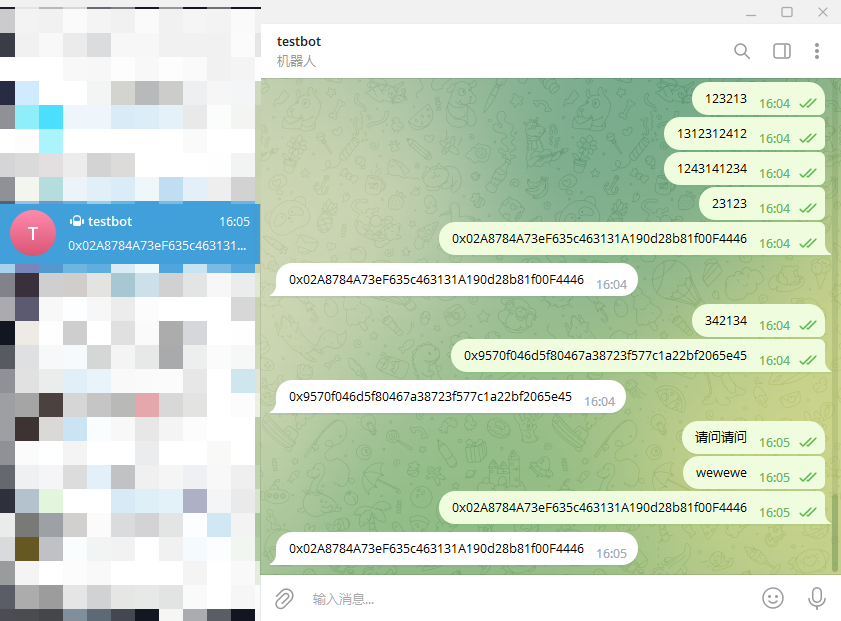 testbot
机器人
T
testbot
16:05
0x02A8784A73eF635c463131...
123213
16:04
1312312412
16:04
1243141234
16:04
23123
16:04
0x02A8784A73eF635c463131A190d28b81f00F4446
16:04
0x02A8784A73eF635c463131A190d28b81f00F4446
16:04
342134
16:04
0x9570f046d5f80467a38723f577c1a22bf2065e45
16:04
0x9570f046d5f80467a38723f577c1a22bf2065e45
16:04
请问请问
16:05
wewewe
16:05
0x02A8784A73eF635c463131A190d28b81f00F4446
16:05
0x02A8784A73eF635c463131A190d28b81f00F4446
16:05
输入消息...